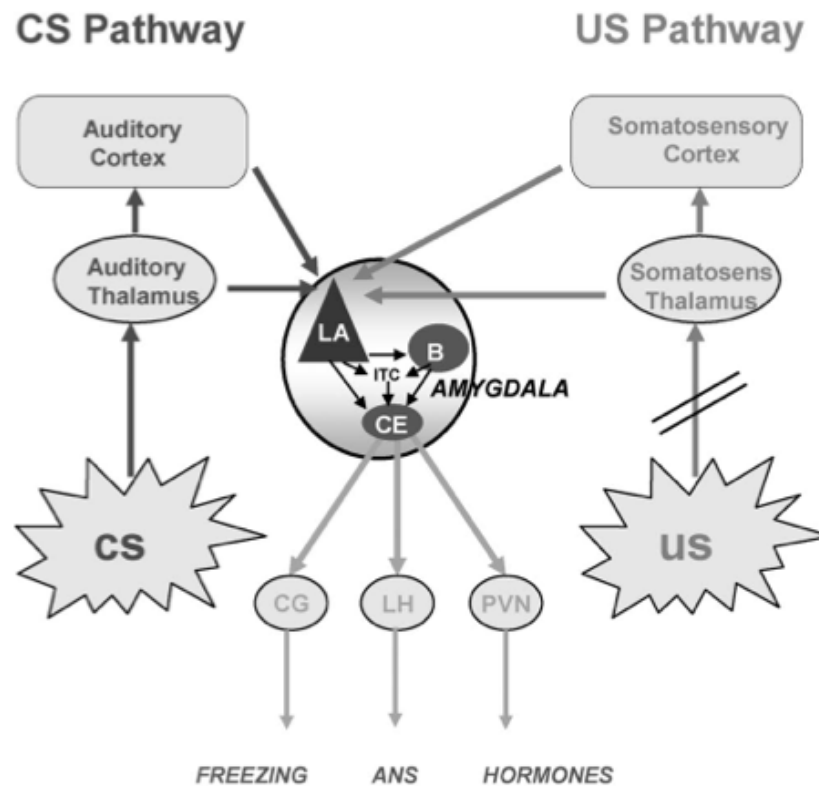 CS Pathway
US Pathway
Auditory
Cortex
Somatosensory
Cortex
Auditory
Thalamus
Somatosens
Thalamus
LA
B
ITC
AMYGDALA
CE
cs
us
CG
LH
PVN
FREEZING
ANS
HORMONES